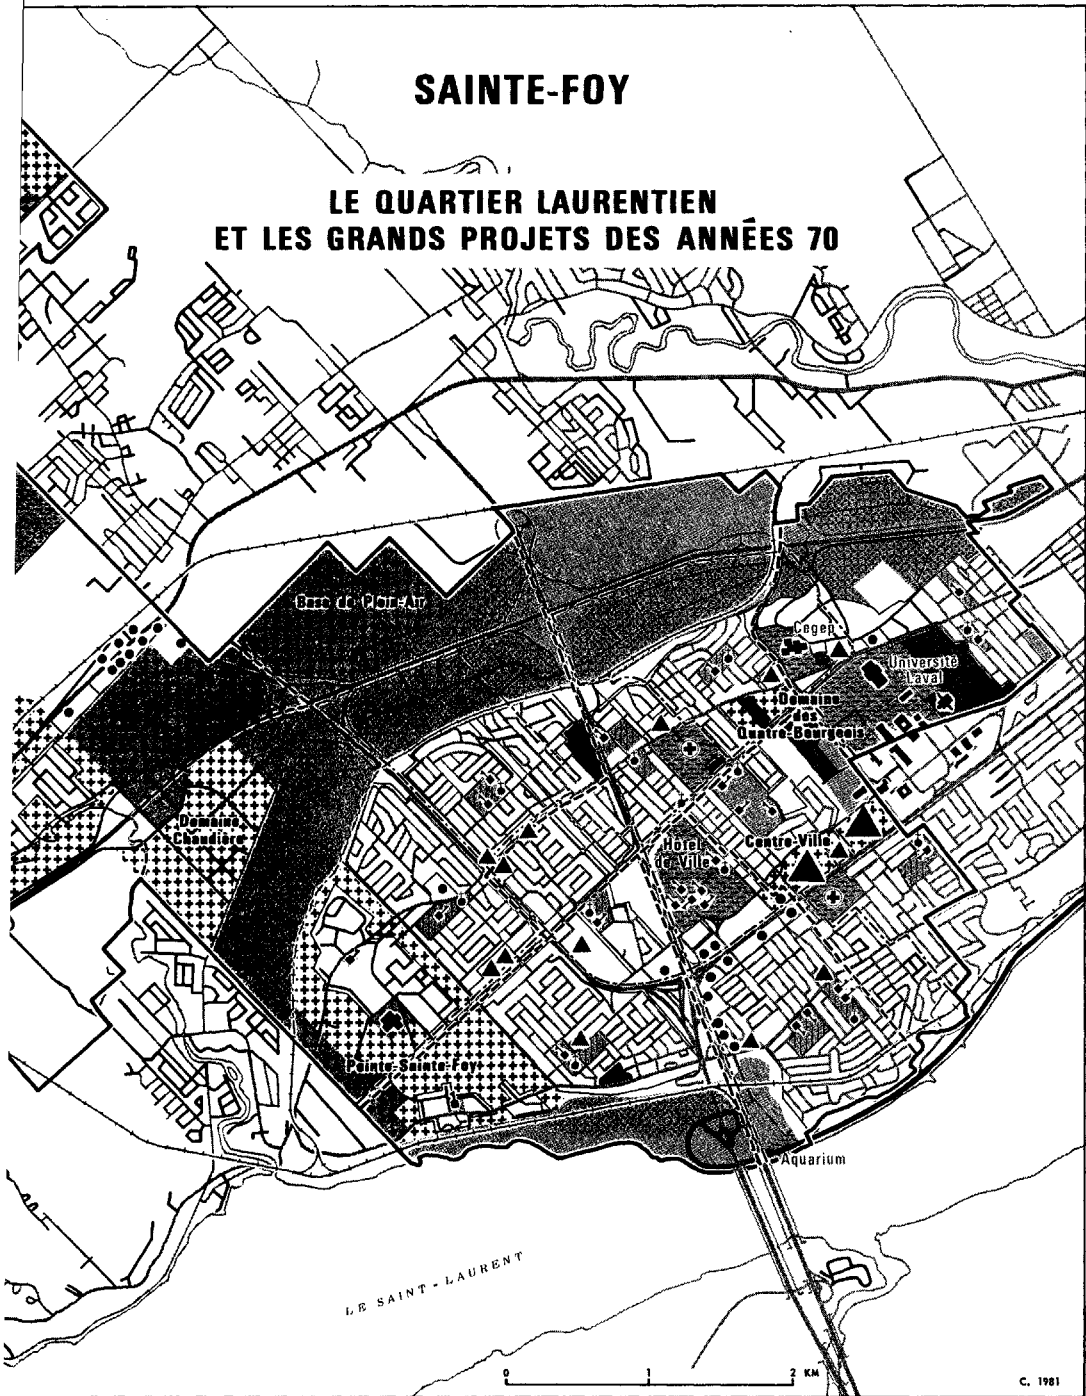 SAINTE-FOY
LE QUARTIER LAURENTIEN
ET LES GRANDS PROJETS DES ANNÉES 70
Base de Plein-Air
Cegep
Université
Laval
Domaine
des
Quatre-Bourgeois
Domaine
Chaudière
Hôtel
de Ville
Centre-Ville
Pointe-Sainte-Foy
Aquarium
LE SAINT-LAURENT
0 1 2 KM
C. 1981